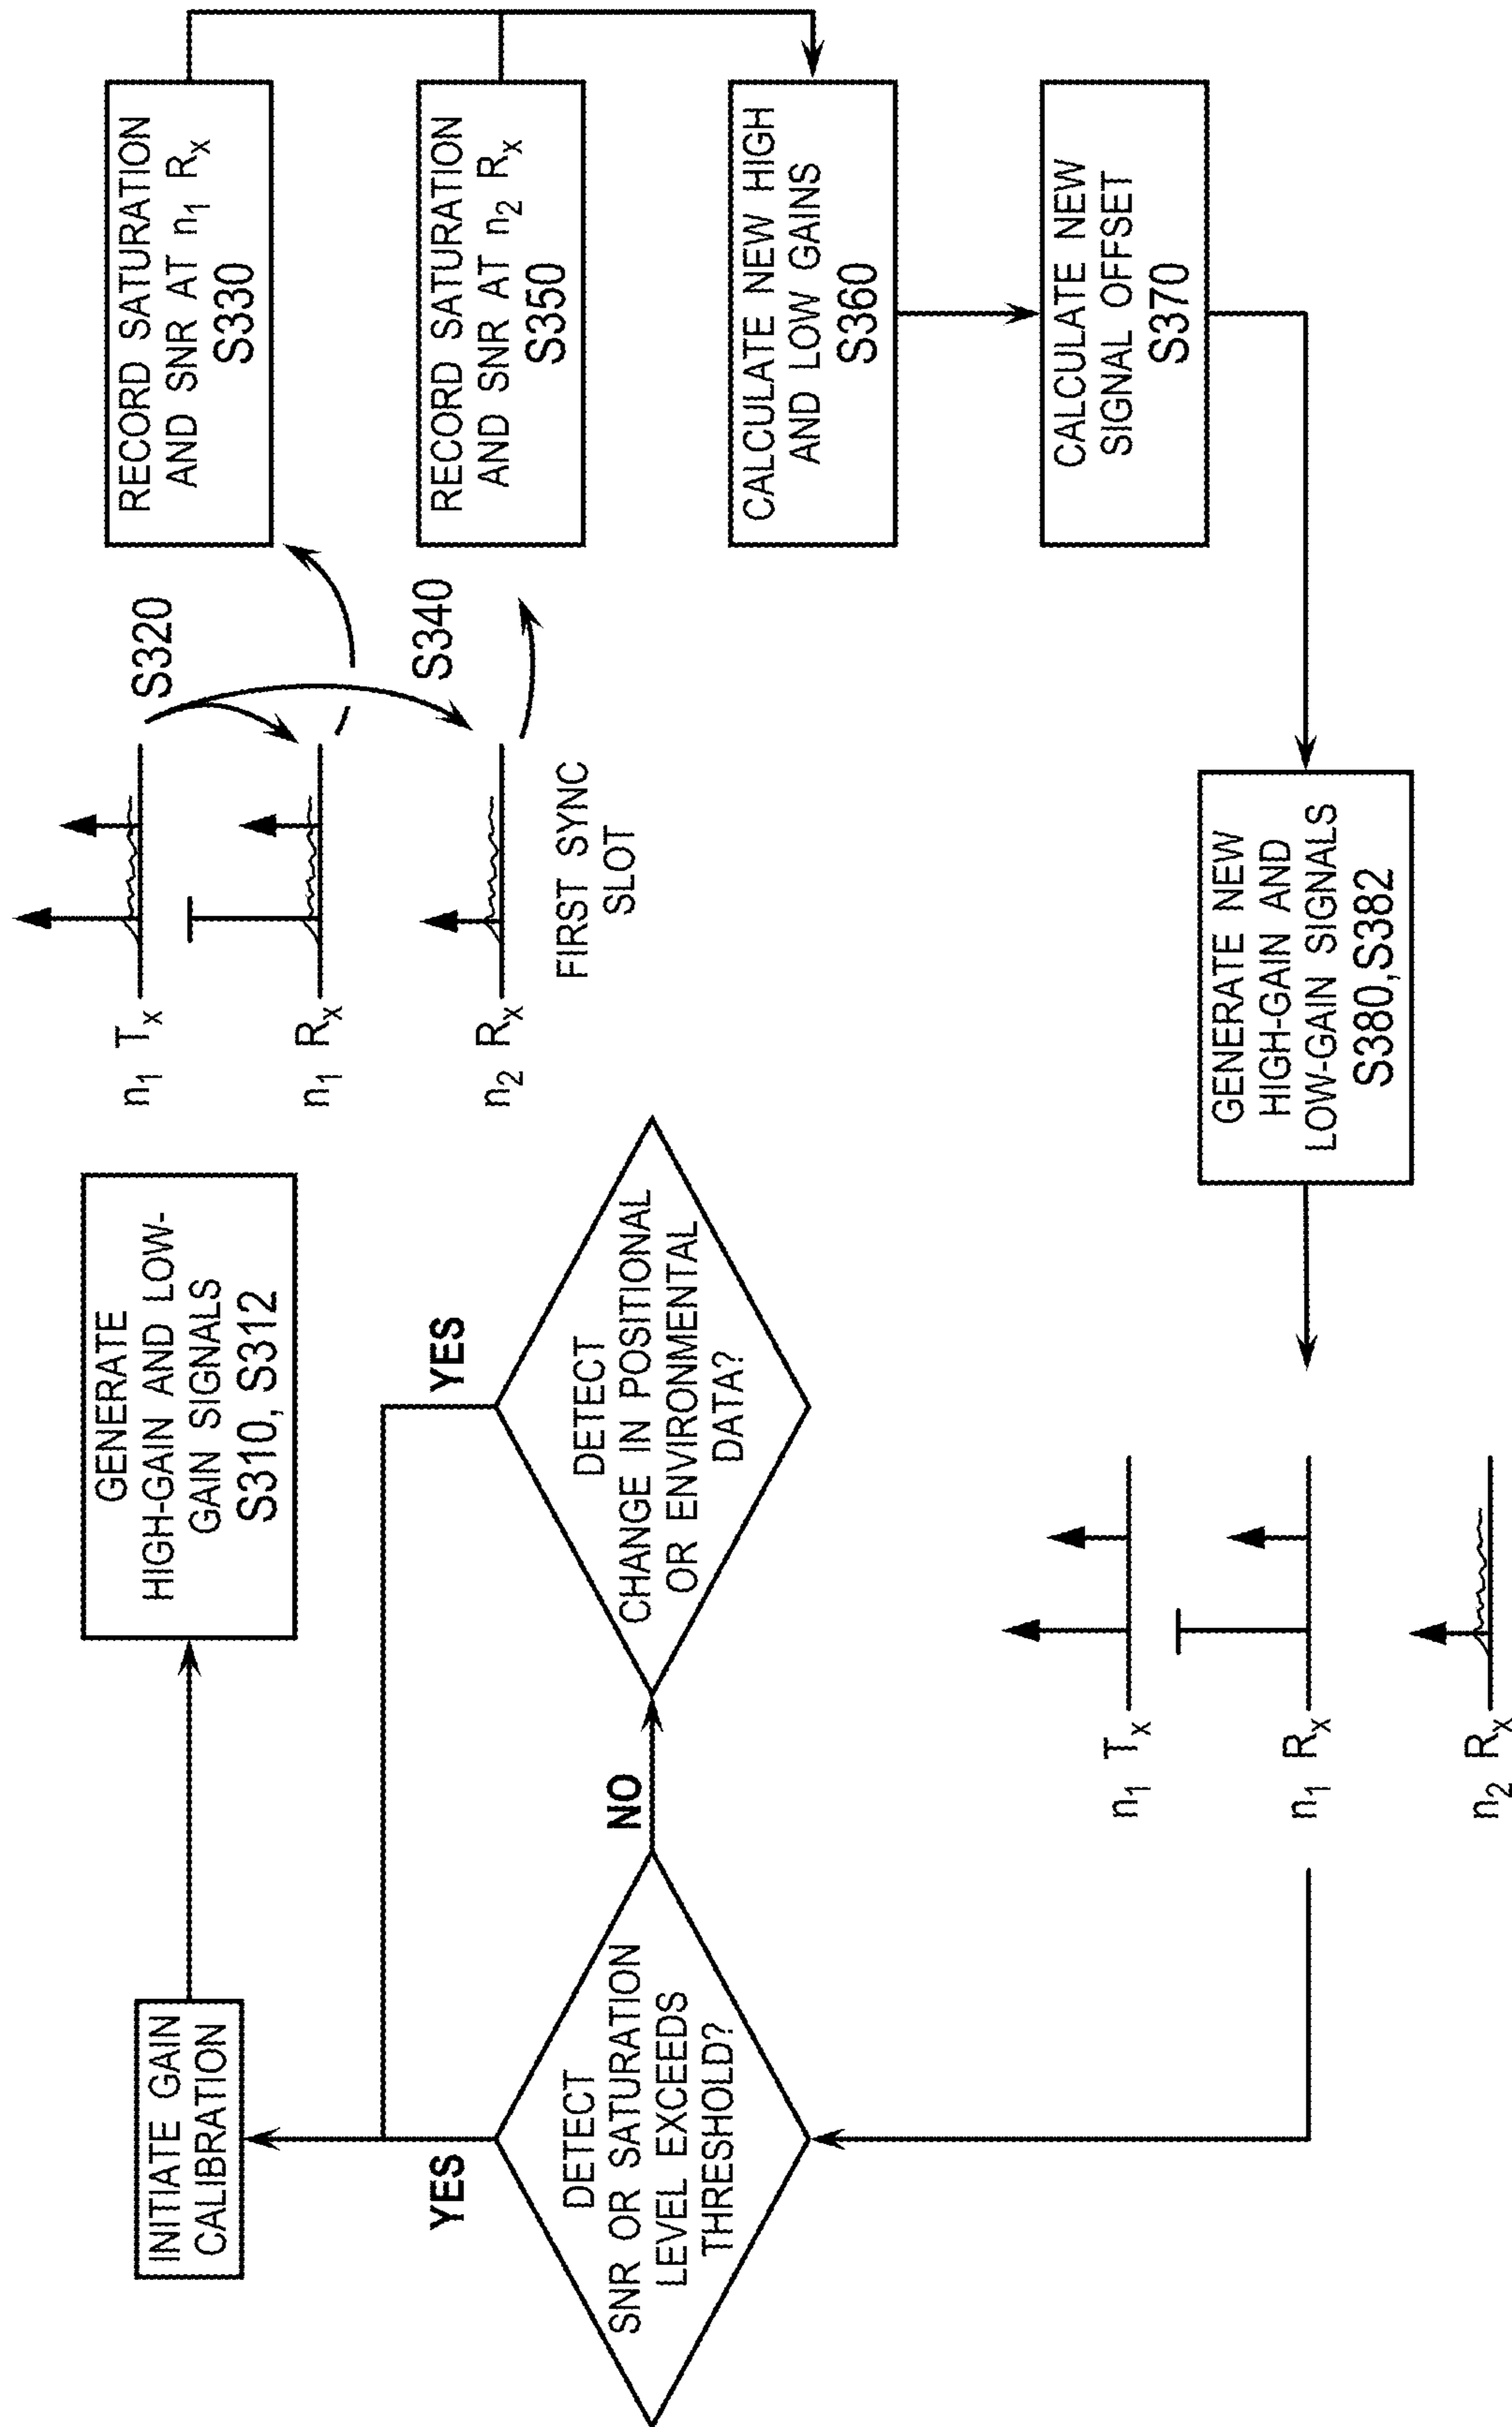 INITIATE GAIN
CALIBRATION
GENERATE
HIGH-GAIN AND LOW-
GAIN SIGNALS
S310, S312
n1 Tx
n1 Rx
n2 Rx
FIRST SYNC
SLOT
S320
S340
RECORD SATURATION
AND SNR AT n1 Rx
S330
RECORD SATURATION
AND SNR AT n2 Rx
S350
CALCULATE NEW HIGH
AND LOW GAINS
S360
CALCULATE NEW
SIGNAL OFFSET
S370
GENERATE NEW
HIGH-GAIN AND
LOW-GAIN SIGNALS
S380,S382
n1 Tx
n1 Rx
n2 Rx
DETECT
SNR OR SATURATION
LEVEL EXCEEDS
THRESHOLD?
YES
NO
DETECT
CHANGE IN POSITIONAL
OR ENVIRONMENTAL
DATA?
YES